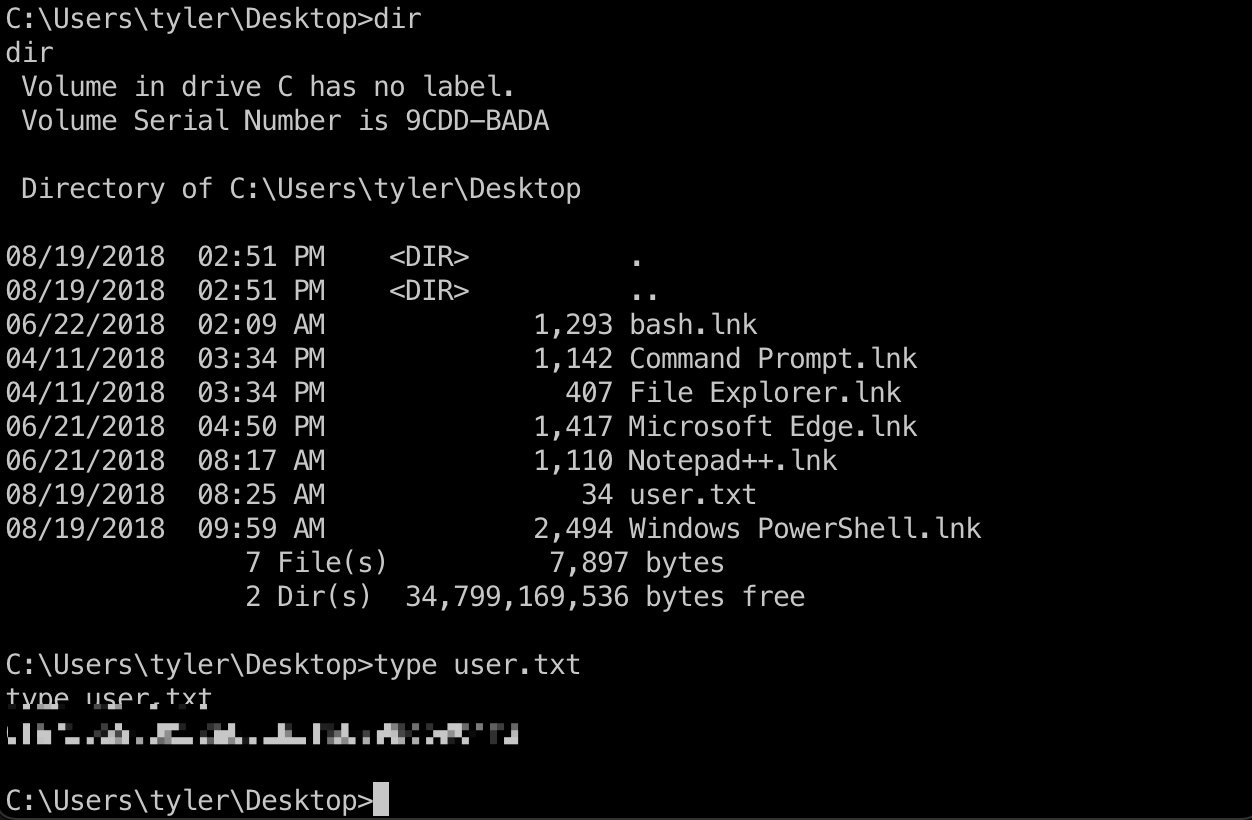 C:\Users\tyler\Desktop>dir
dir
 Volume in drive C has no label.
 Volume Serial Number is 9CDD-BADA

 Directory of C:\Users\tyler\Desktop

08/19/2018  02:51 PM    <DIR>          .
08/19/2018  02:51 PM    <DIR>          ..
06/22/2018  02:09 AM             1,293 bash.lnk
04/11/2018  03:34 PM             1,142 Command Prompt.lnk
04/11/2018  03:34 PM               407 File Explorer.lnk
06/21/2018  04:50 PM             1,417 Microsoft Edge.lnk
06/21/2018  08:17 AM             1,110 Notepad++.lnk
08/19/2018  08:25 AM                34 user.txt
08/19/2018  09:59 AM             2,494 Windows PowerShell.lnk
               7 File(s)          7,897 bytes
               2 Dir(s)  34,799,169,536 bytes free

C:\Users\tyler\Desktop>type user.txt
type user.txt

C:\Users\tyler\Desktop>